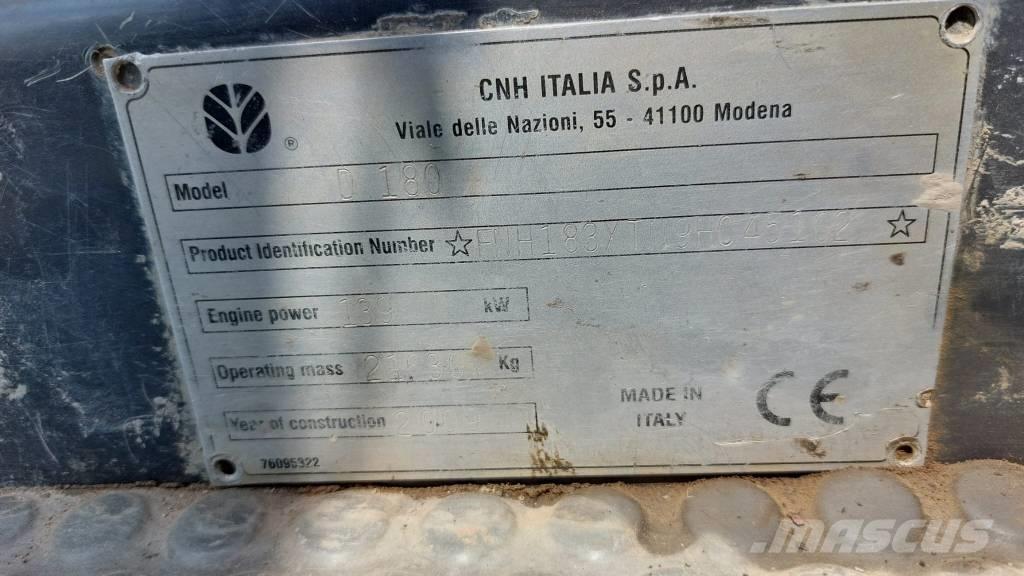 CNH ITALIA S.p.A.
Viale delle Nazioni, 55 - 41100 Modena
®
Model D 180
Product Identification Number
Engine power 139 kW
Operating mass Kg
Year of construction
MADE IN
ITALY
CE
76095322
MASCUS